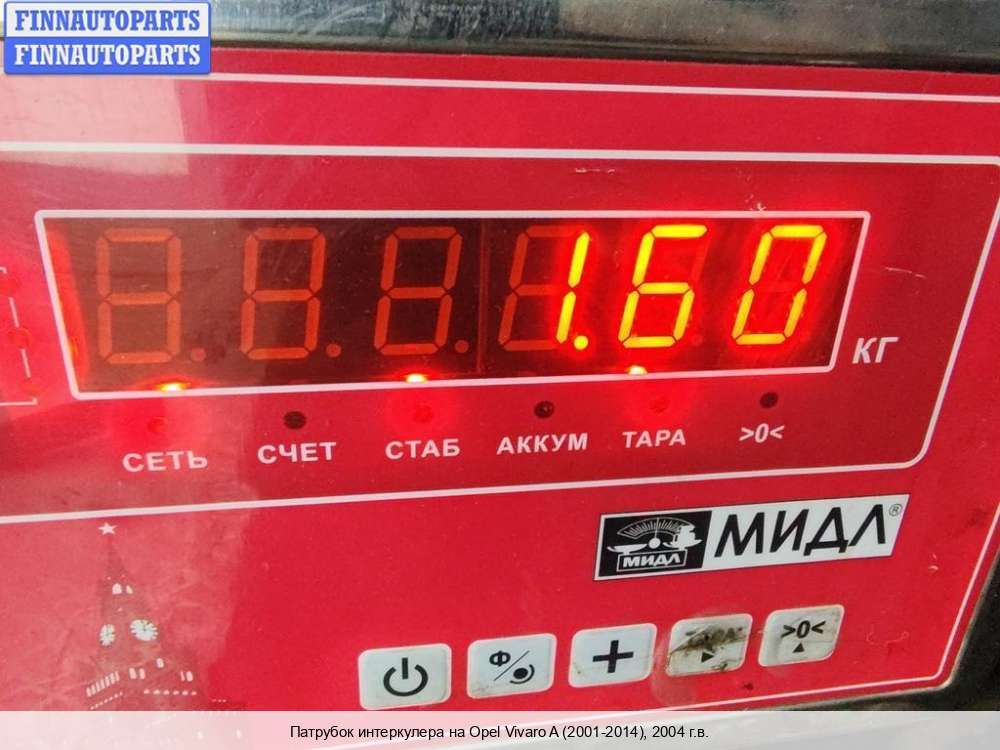 FINNAUTOPARTS
FINNAUTOPARTS
1.60
КГ
СЕТЬ СЧЕТ СТАБ АККУМ ТАРА >0<
МИДЛ МИДЛ®
Ф + >0<
Патрубок интеркулера на Opel Vivaro A (2001-2014), 2004 г.в.